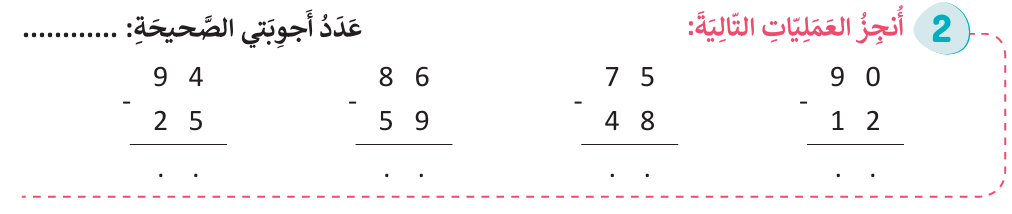 2 أُنجِزُ العَمَلِيّاتِ التّالِيَةَ: عَدَدُ أَجوِبَتي الصَّحيحَةِ: ............
9 0 7 5 8 6 9 4
- - - -
1 2 4 8 5 9 2 5
. . . . . . . .